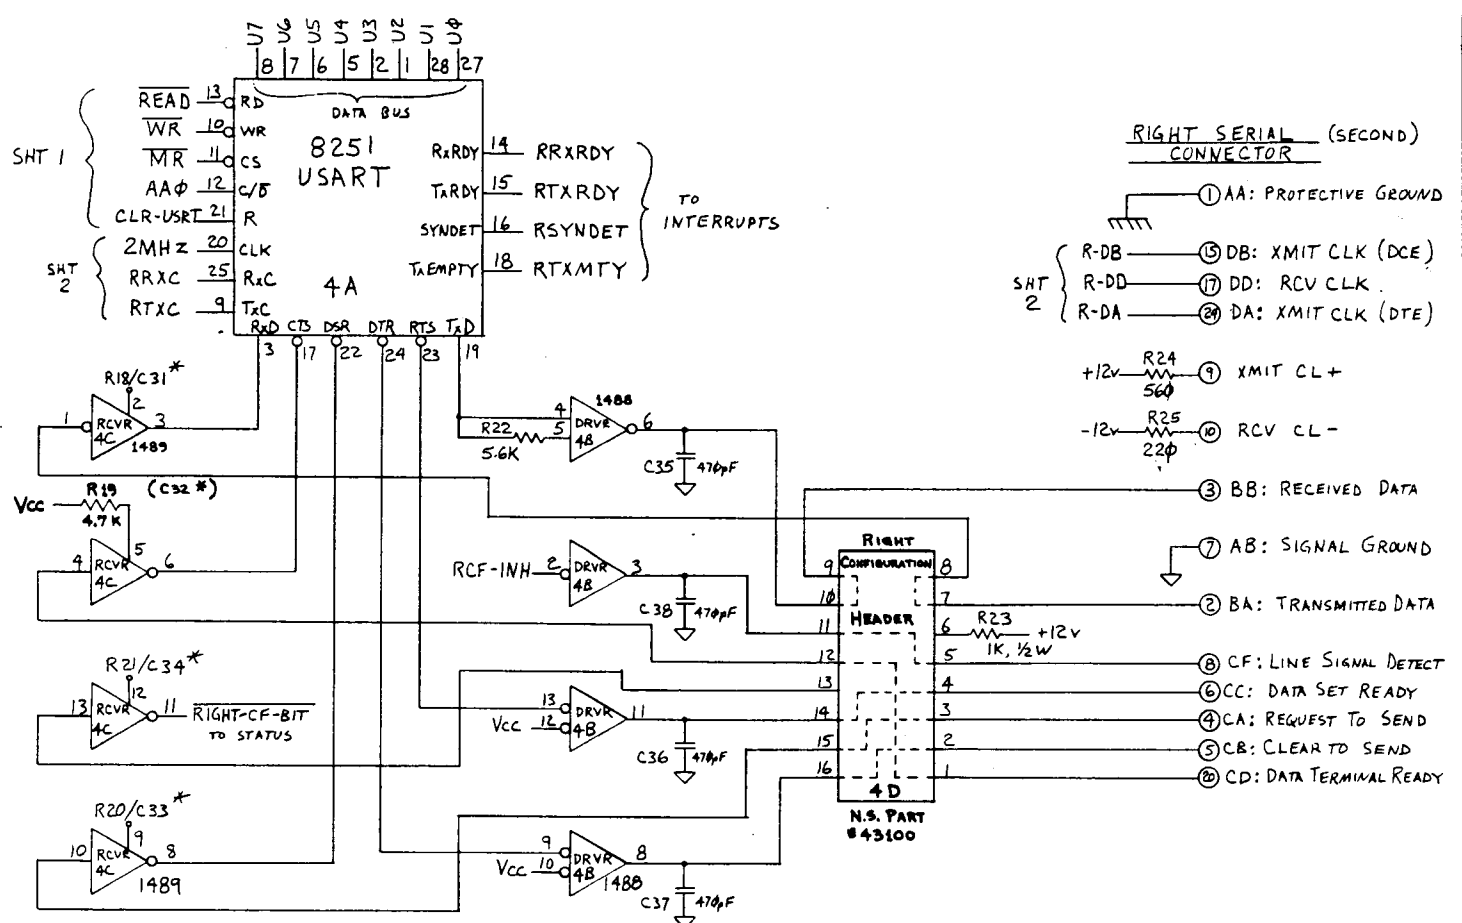 U7 U6 U5 U4 U3 U2 U1 UØ
8 7 6 5 2 1 28 27
DATA BUS
8251
USART
4A
SHT 1
READ 13 RD
WR 10 WR
MR 11 CS
AAØ 12 C/D
CLR-USRT 21 R
SHT 2
2MHz 20 CLK
RRXC 25 RxC
RTXC 9 TxC
RxRDY 14 RRXRDY
TxRDY 15 RTXRDY
SYNDET 16 RSYNDET
TxEMPTY 18 RTXMTY
TO
INTERRUPTS
RxD CTS DSR DTR RTS TxD
3 17 22 24 23 19
RIGHT SERIAL (SECOND)
CONNECTOR
1 AA: PROTECTIVE GROUND
SHT 2
R-DB 15 DB: XMIT CLK (DCE)
R-DD 17 DD: RCV CLK
R-DA 24 DA: XMIT CLK (DTE)
+12v R24 56Ø 9 XMIT CL+
-12v R25 22Ø 10 RCV CL-
3 BB: RECEIVED DATA
7 AB: SIGNAL GROUND
2 BA: TRANSMITTED DATA
8 CF: LINE SIGNAL DETECT
6 CC: DATA SET READY
4 CA: REQUEST TO SEND
5 CB: CLEAR TO SEND
20 CD: DATA TERMINAL READY
R18/C31*
1 2 RCVR 4C 3
1489
(C32*)
R19
Vcc 4.7K
4 5 RCVR 4C 6
R21/C34*
13 12 RCVR 4C 11 RIGHT-CF-BIT
TO STATUS
R20/C33*
10 9 RCVR 4C 8
1489
1488
4 5 DRVR 4B 6
R22
5.6K
C35 47ØpF
RCF-INH 2 DRVR 4B 3
C38 47ØpF
13 DRVR 4B 11
Vcc 12
C36 47ØpF
9 DRVR 4B 8
Vcc 10
1488
C37 47ØpF
RIGHT
CONFIGURATION
HEADER
9 8
1Ø 7
11 6 R23 +12v
1K, ½W
12 5
13 4
14 3
15 2
16 1
4D
N.S. PART
#43100